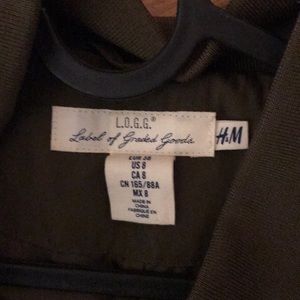 L.O.G.G.®
Label of Graded Goods
H&M
EUR 38
US 8
CA 8
CN 165/88A
MX 8
MADE IN
CHINA
FABRIQUÉ EN
CHINE